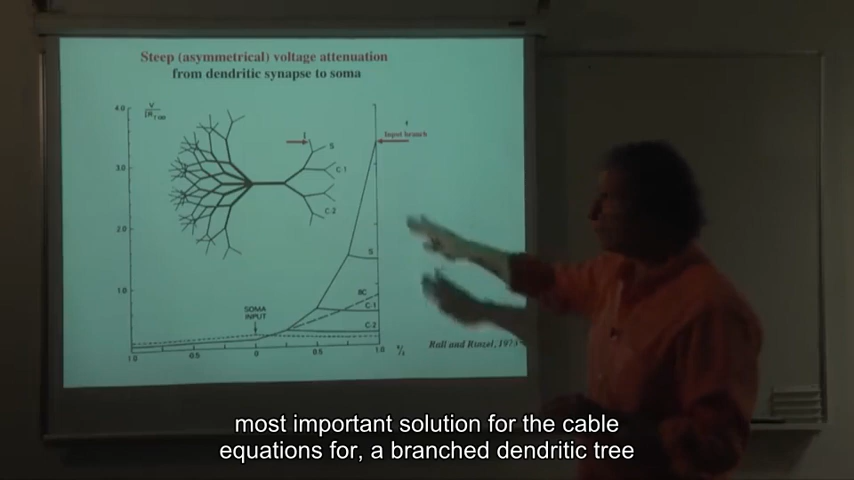 Steep (asymmetrical) voltage attenuation
from dendritic synapse to soma
4.0
3.0
2.0
1.0
I
Input branch
S
C-1
C-2
S
BC
C-1
C-2
SOMA
INPUT
1.0
0.5
0
0.5
1.0
Rall and Rinzel, 1973
most important solution for the cable
equations for, a branched dendritic tree